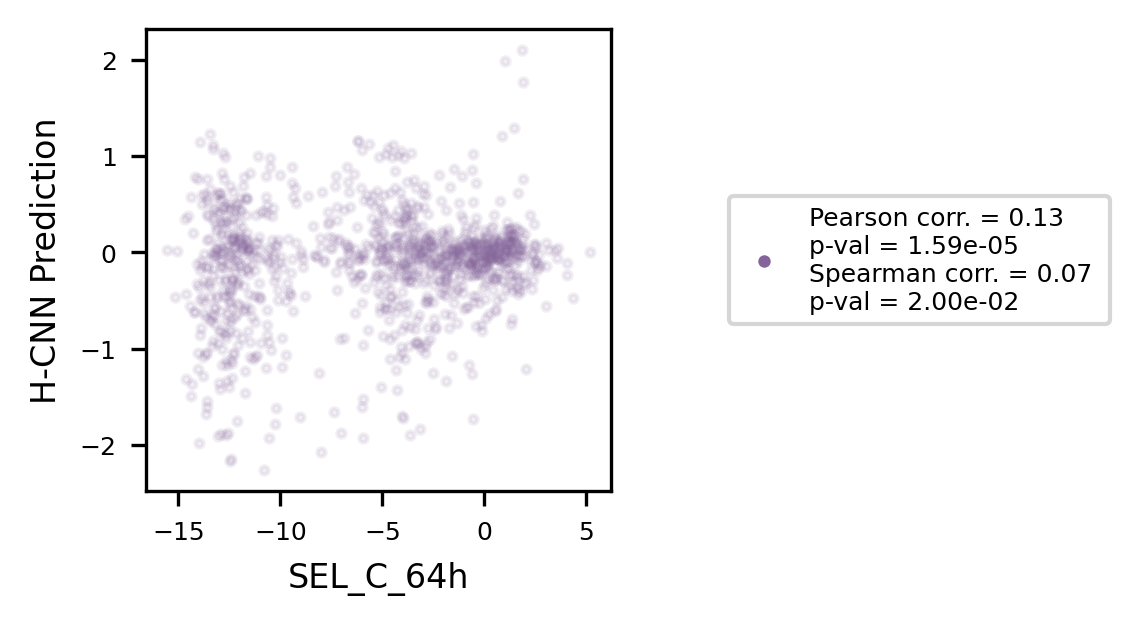 2
1
0
−1
−2
H-CNN Prediction
−15
−10
−5
0
5
SEL_C_64h
Pearson corr. = 0.13
p-val = 1.59e-05
Spearman corr. = 0.07
p-val = 2.00e-02